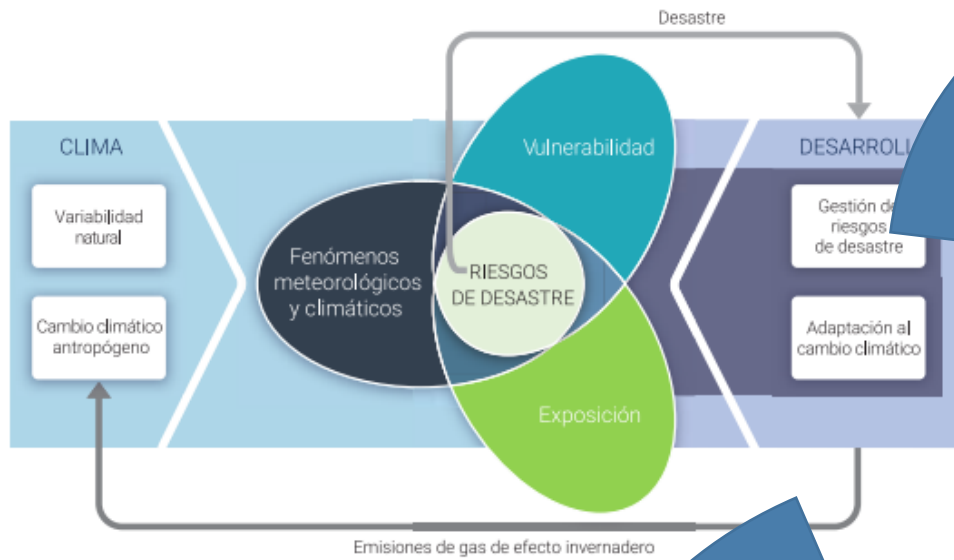 Desastre
CLIMA
Variabilidad
natural
Cambio climático
antropógeno
Fenómenos
meteorológicos
y climáticos
Vulnerabilidad
RIESGOS
DE DESASTRE
Exposición
DESARROLL
Gestión de
riesgos
de desastre
Adaptación al
cambio climático
Emisiones de gas de efecto invernadero